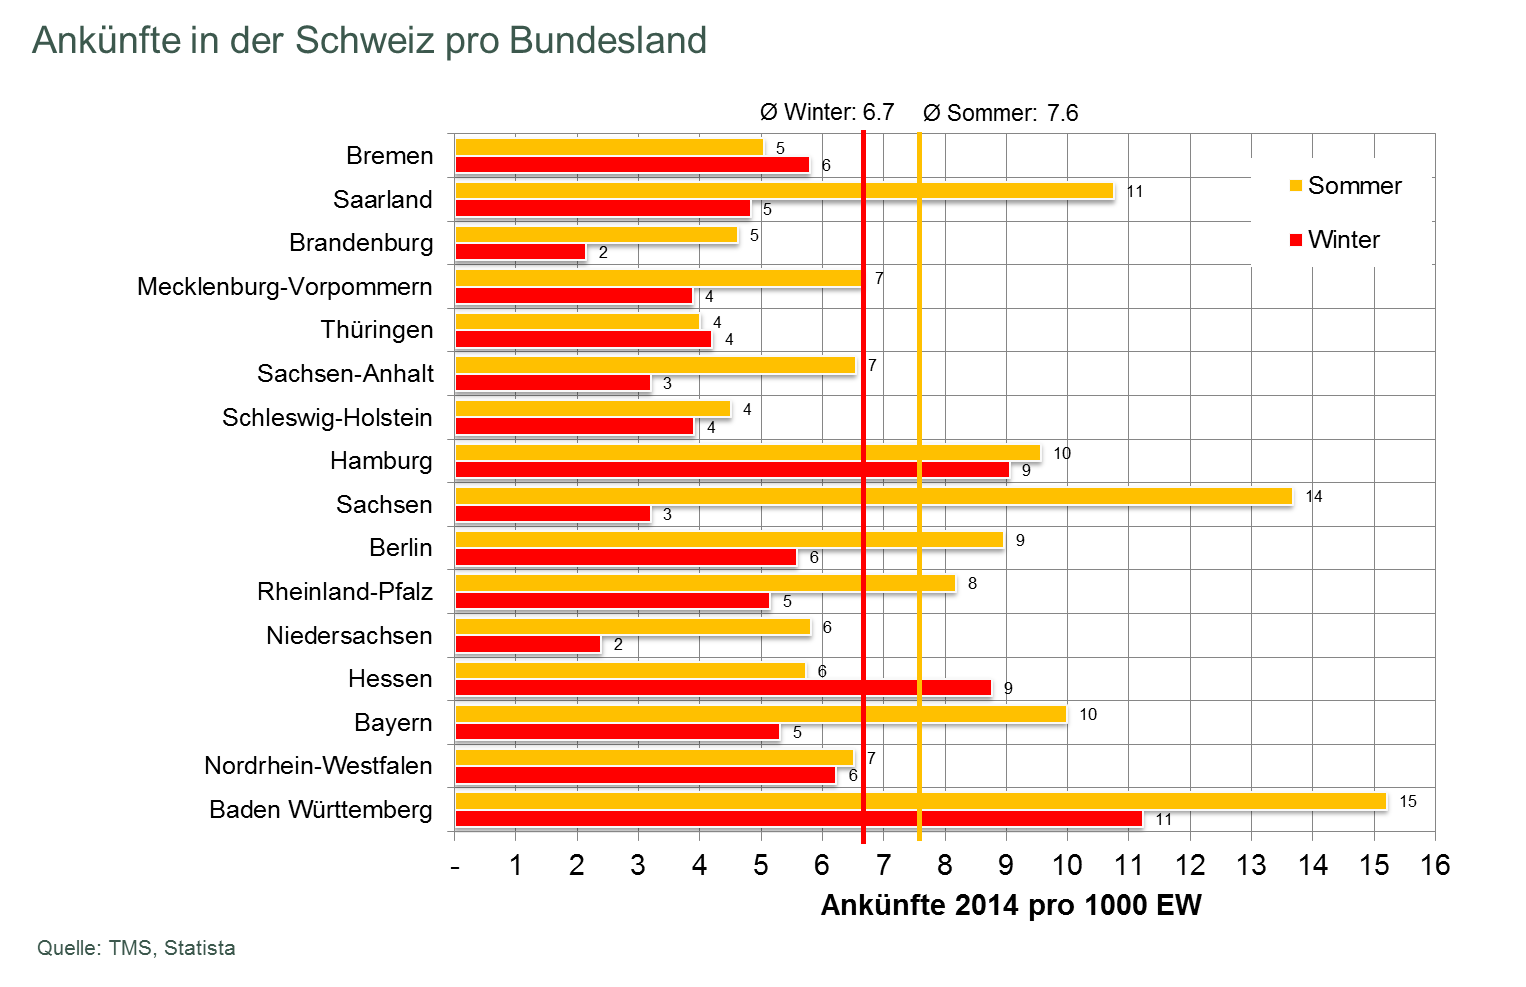 Ankünfte in der Schweiz pro Bundesland
Ø Winter: 6.7 Ø Sommer: 7.6
Sommer
Winter
Bremen 5 6
Saarland 11 5
Brandenburg 5 2
Mecklenburg-Vorpommern 7 4
Thüringen 4 4
Sachsen-Anhalt 7 3
Schleswig-Holstein 4 4
Hamburg 10 9
Sachsen 14 3
Berlin 9 6
Rheinland-Pfalz 8 5
Niedersachsen 6 2
Hessen 6 9
Bayern 10 5
Nordrhein-Westfalen 7 6
Baden Württemberg 15 11
- 1 2 3 4 5 6 7 8 9 10 11 12 13 14 15 16
Ankünfte 2014 pro 1000 EW
Quelle: TMS, Statista